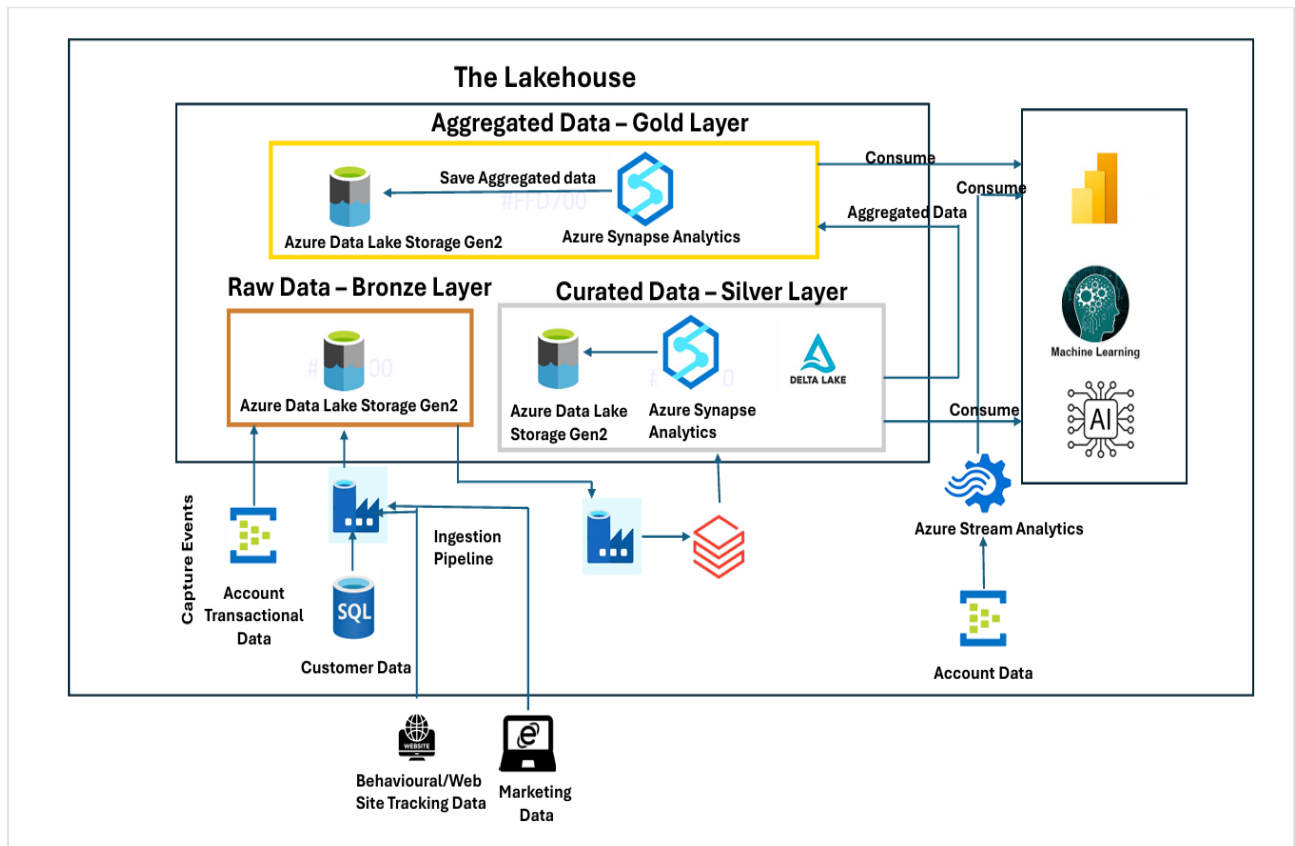 The Lakehouse
Aggregated Data – Gold Layer
Consume
Save Aggregated data
#FFD700
Consume
Aggregated Data
Azure Data Lake Storage Gen2
Azure Synapse Analytics
Raw Data – Bronze Layer
Curated Data – Silver Layer
Machine Learning
#
00
#
0
DELTA LAKE
Azure Data Lake Storage Gen2
Azure Data Lake
Storage Gen2
Azure Synapse
Analytics
Consume
AI
Capture Events
Ingestion
Pipeline
Azure Stream Analytics
Account
Transactional
Data
SQL
Customer Data
Account Data
WEBSITE
Behavioural/Web
Site Tracking Data
e
Marketing
Data